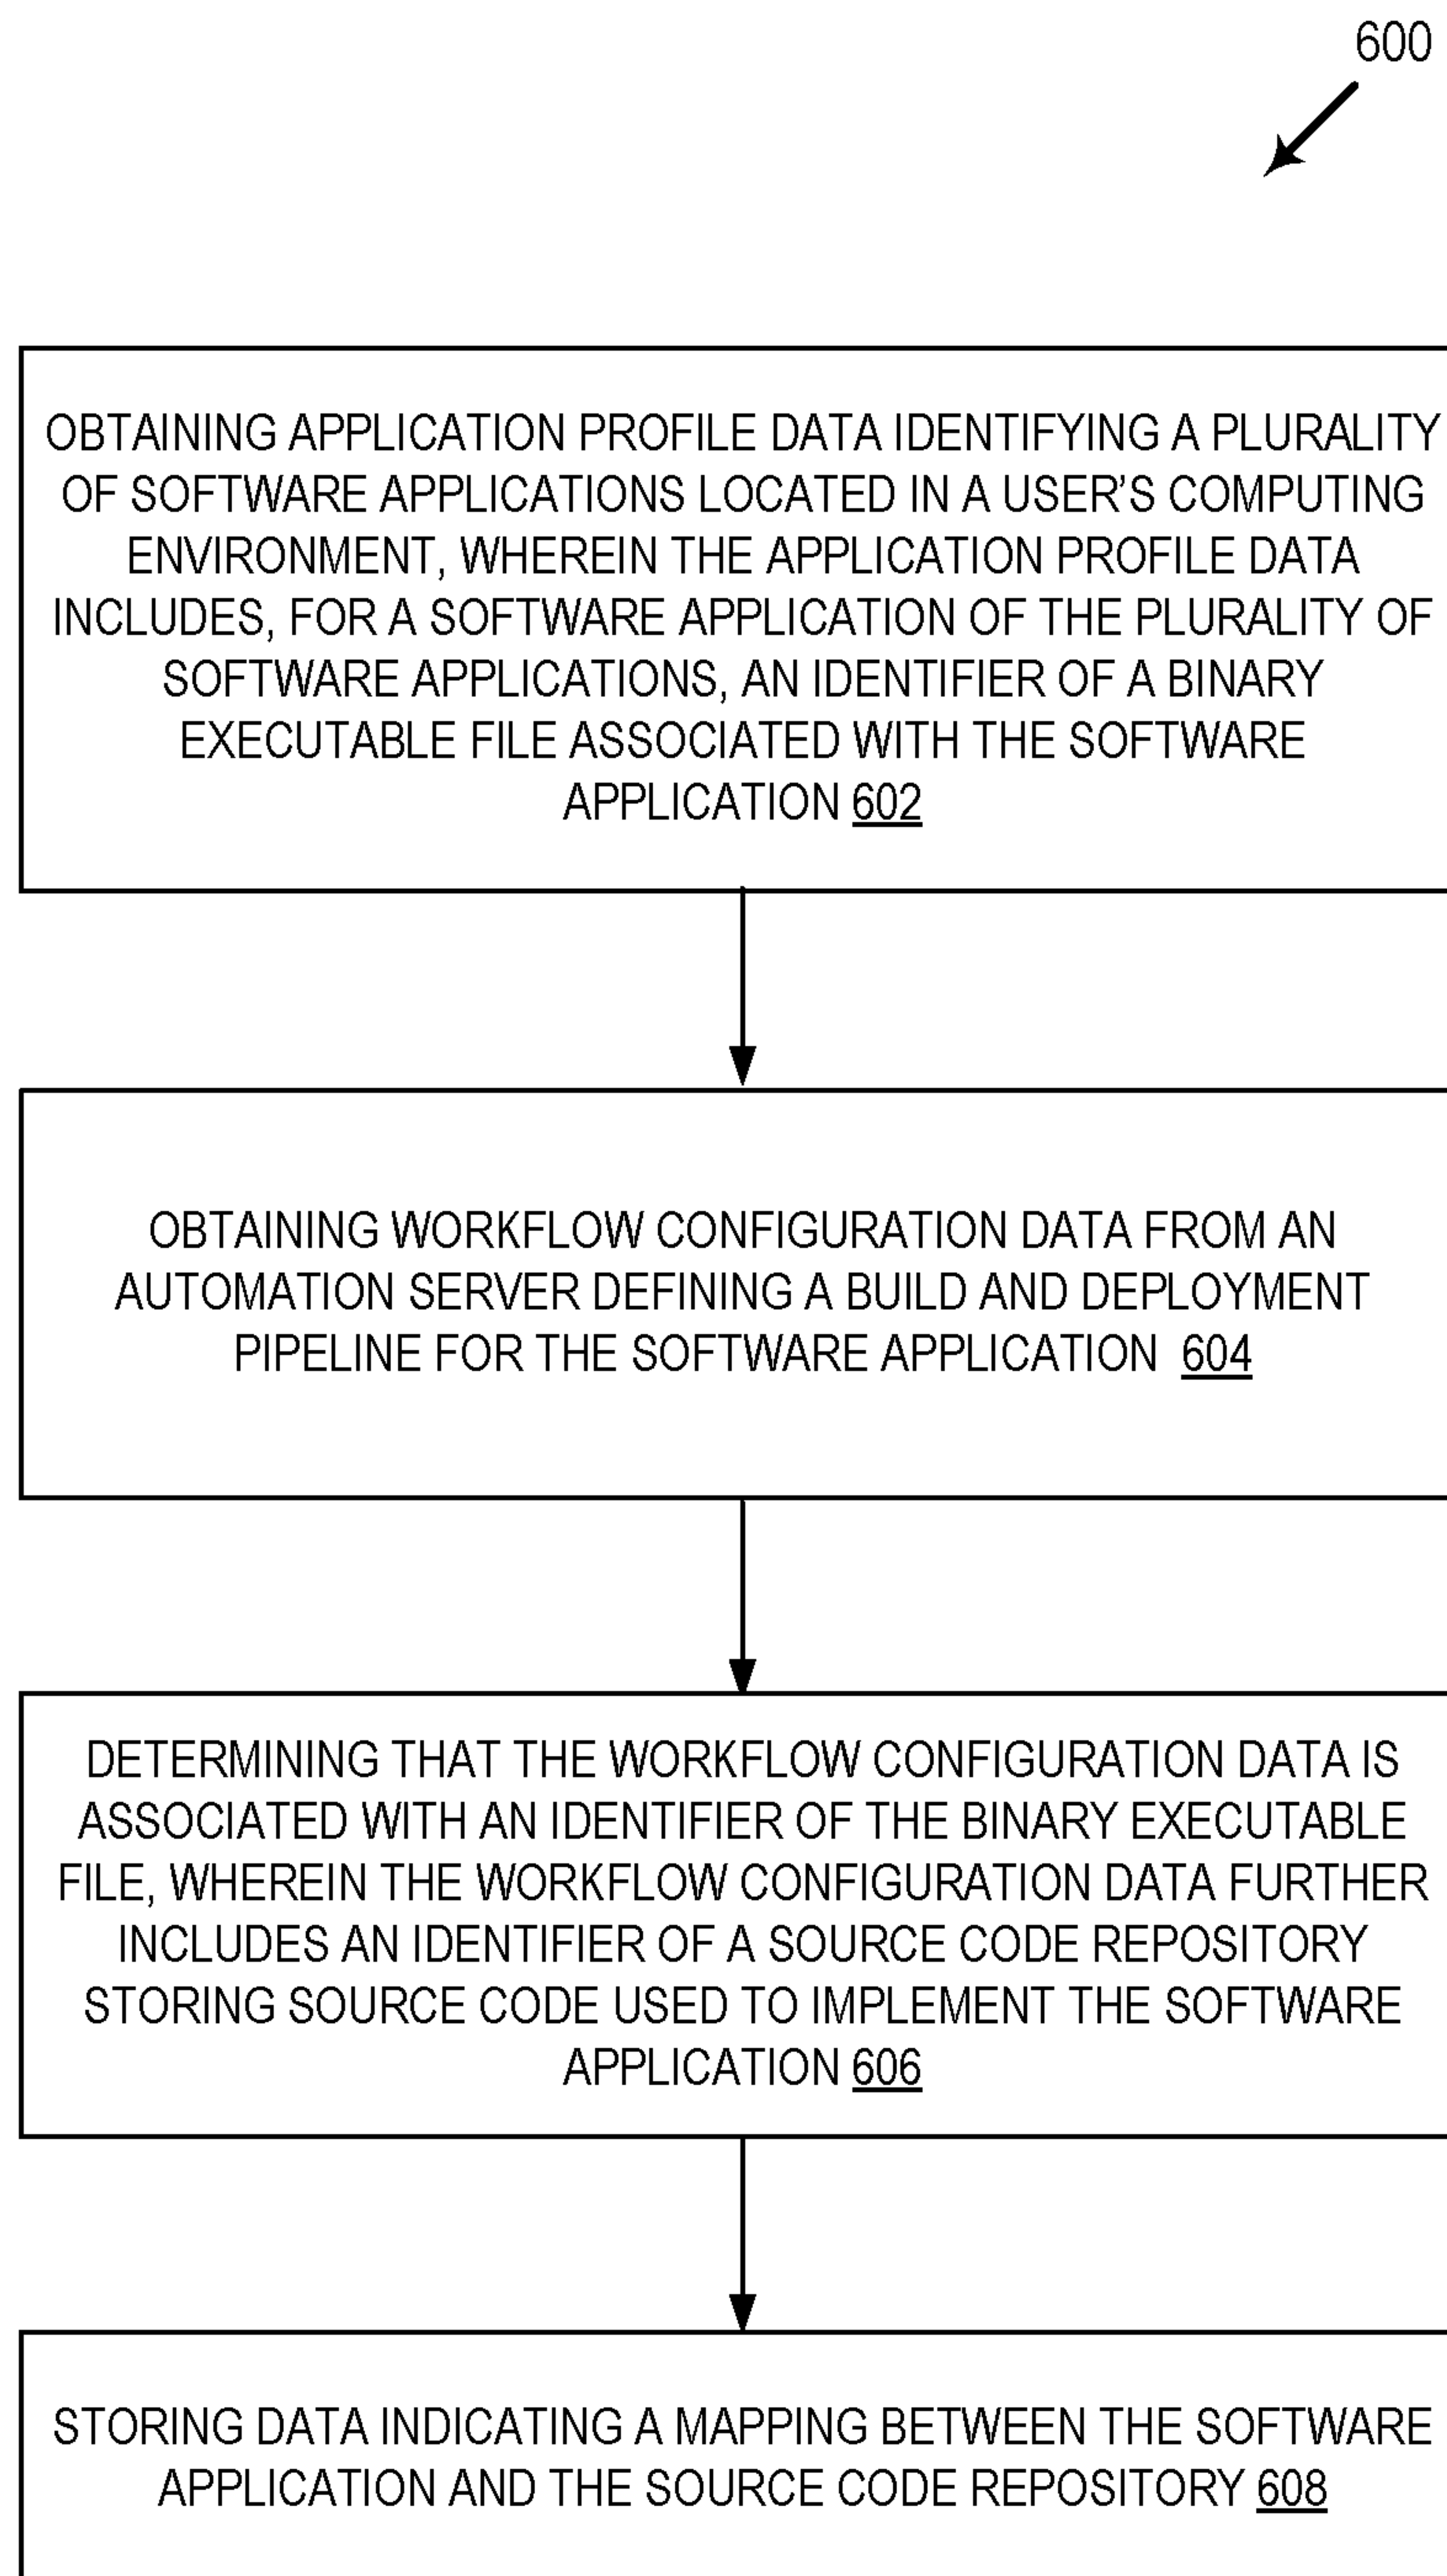 600
OBTAINING APPLICATION PROFILE DATA IDENTIFYING A PLURALITY
OF SOFTWARE APPLICATIONS LOCATED IN A USER’S COMPUTING
ENVIRONMENT, WHEREIN THE APPLICATION PROFILE DATA
INCLUDES, FOR A SOFTWARE APPLICATION OF THE PLURALITY OF
SOFTWARE APPLICATIONS, AN IDENTIFIER OF A BINARY
EXECUTABLE FILE ASSOCIATED WITH THE SOFTWARE
APPLICATION 602
OBTAINING WORKFLOW CONFIGURATION DATA FROM AN
AUTOMATION SERVER DEFINING A BUILD AND DEPLOYMENT
PIPELINE FOR THE SOFTWARE APPLICATION 604
DETERMINING THAT THE WORKFLOW CONFIGURATION DATA IS
ASSOCIATED WITH AN IDENTIFIER OF THE BINARY EXECUTABLE
FILE, WHEREIN THE WORKFLOW CONFIGURATION DATA FURTHER
INCLUDES AN IDENTIFIER OF A SOURCE CODE REPOSITORY
STORING SOURCE CODE USED TO IMPLEMENT THE SOFTWARE
APPLICATION 606
STORING DATA INDICATING A MAPPING BETWEEN THE SOFTWARE
APPLICATION AND THE SOURCE CODE REPOSITORY 608